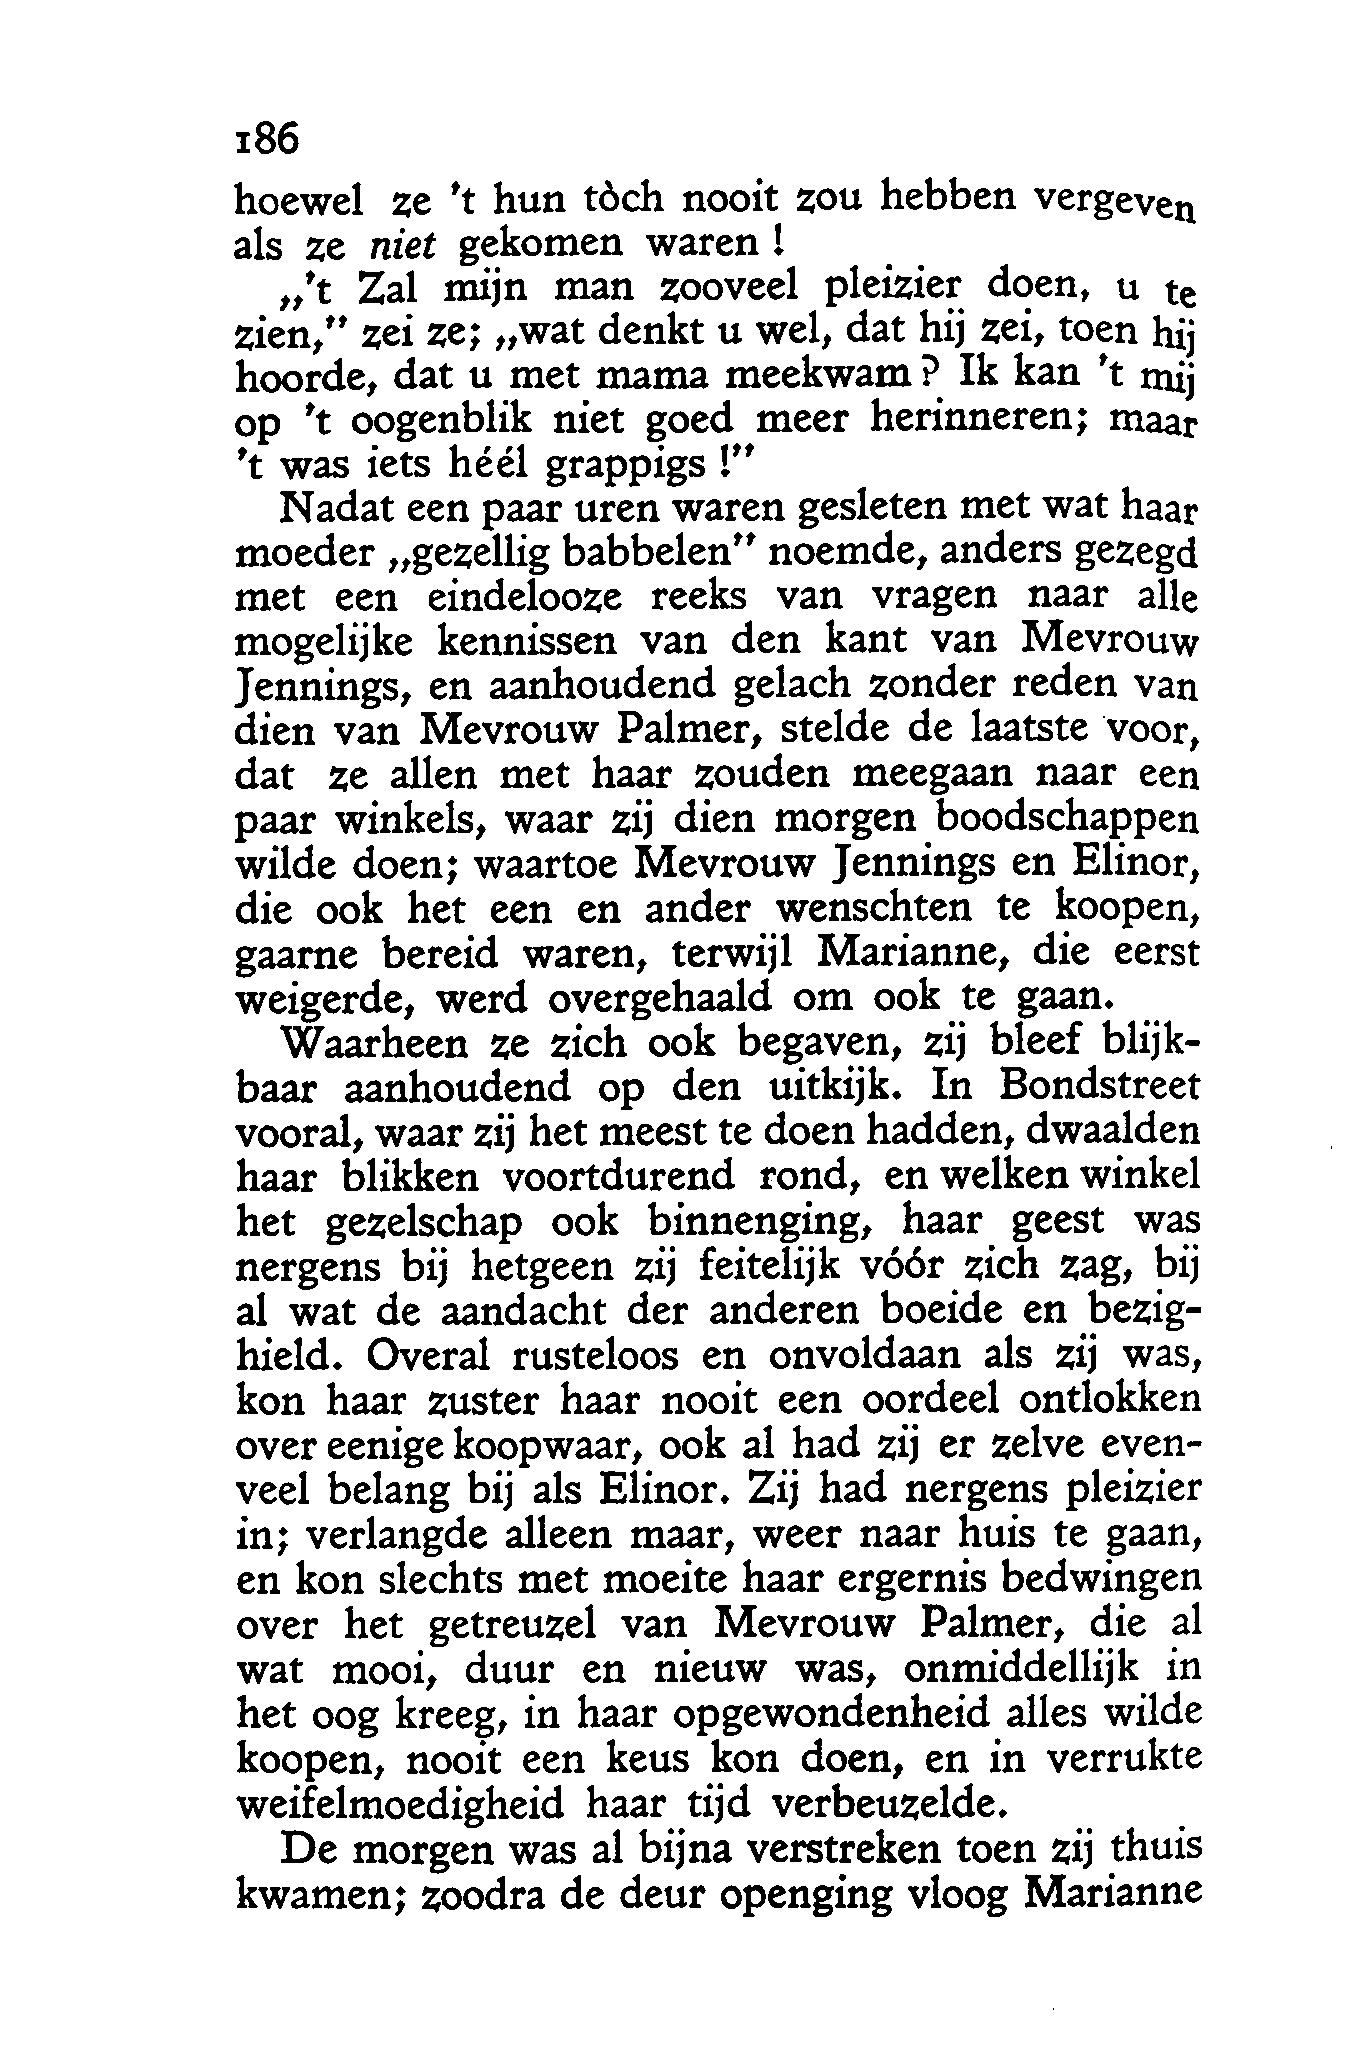 186
hoewel ze 't hun tòch nooit zou hebben vergeven
als ze niet gekomen waren !
„'t Zal mijn man zooveel pleizier doen, u te
zien,” zei ze; „wat denkt u wel, dat hij zei, toen hij
hoorde, dat u met mama meekwam ? Ik kan 't mij
op 't oogenblik niet goed meer herinneren; maar
't was iets héél grappigs !”
Nadat een paar uren waren gesleten met wat haar
moeder „gezellig babbelen” noemde, anders gezegd
met een eindelooze reeks van vragen naar alle
mogelijke kennissen van den kant van Mevrouw
Jennings, en aanhoudend gelach zonder reden van
dien van Mevrouw Palmer, stelde de laatste voor,
dat ze allen met haar zouden meegaan naar een
paar winkels, waar zij dien morgen boodschappen
wilde doen; waartoe Mevrouw Jennings en Elinor,
die ook het een en ander wenschten te koopen,
gaarne bereid waren, terwijl Marianne, die eerst
weigerde, werd overgehaald om ook te gaan.
Waarheen ze zich ook begaven, zij bleef blijk-
baar aanhoudend op den uitkijk. In Bondstreet
vooral, waar zij het meest te doen hadden, dwaalden
haar blikken voortdurend rond, en welken winkel
het gezelschap ook binnenging, haar geest was
nergens bij hetgeen zij feitelijk vóór zich zag, bij
al wat de aandacht der anderen boeide en bezig-
hield. Overal rusteloos en onvoldaan als zij was,
kon haar zuster haar nooit een oordeel ontlokken
over eenige koopwaar, ook al had zij er zelve even-
veel belang bij als Elinor. Zij had nergens pleizier
in; verlangde alleen maar, weer naar huis te gaan,
en kon slechts met moeite haar ergernis bedwingen
over het getreuzel van Mevrouw Palmer, die al
wat mooi, duur en nieuw was, onmiddellijk in
het oog kreeg, in haar opgewondenheid alles wilde
koopen, nooit een keus kon doen, en in verrukte
weifelmoedigheid haar tijd verbeuzelde.
De morgen was al bijna verstreken toen zij thuis
kwamen; zoodra de deur openging vloog Marianne